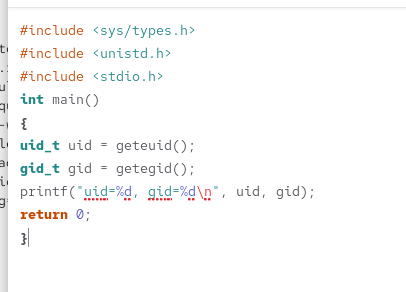 #include <sys/types.h>
#include <unistd.h>
#include <stdio.h>
int main()
{
uid_t uid = geteuid();
gid_t gid = getegid();
printf("uid=%d, gid=%d\n", uid, gid);
return 0;
}